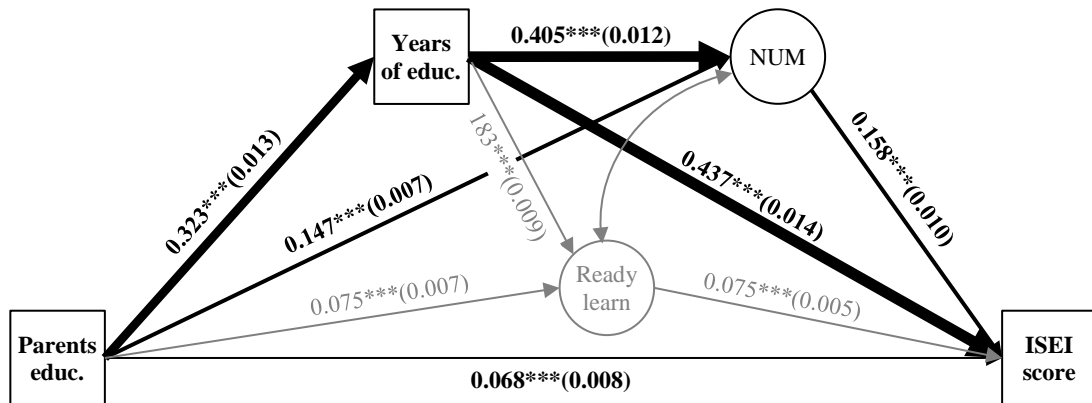 Years
of educ.
0.405***(0.012)
NUM
0.323***(0.013)
183***(0.009)
0.147***(0.007)
0.437***(0.014)
0.158***(0.010)
0.075***(0.007)
Ready
learn
0.075***(0.005)
Parents
educ.
0.068***(0.008)
ISEI
score